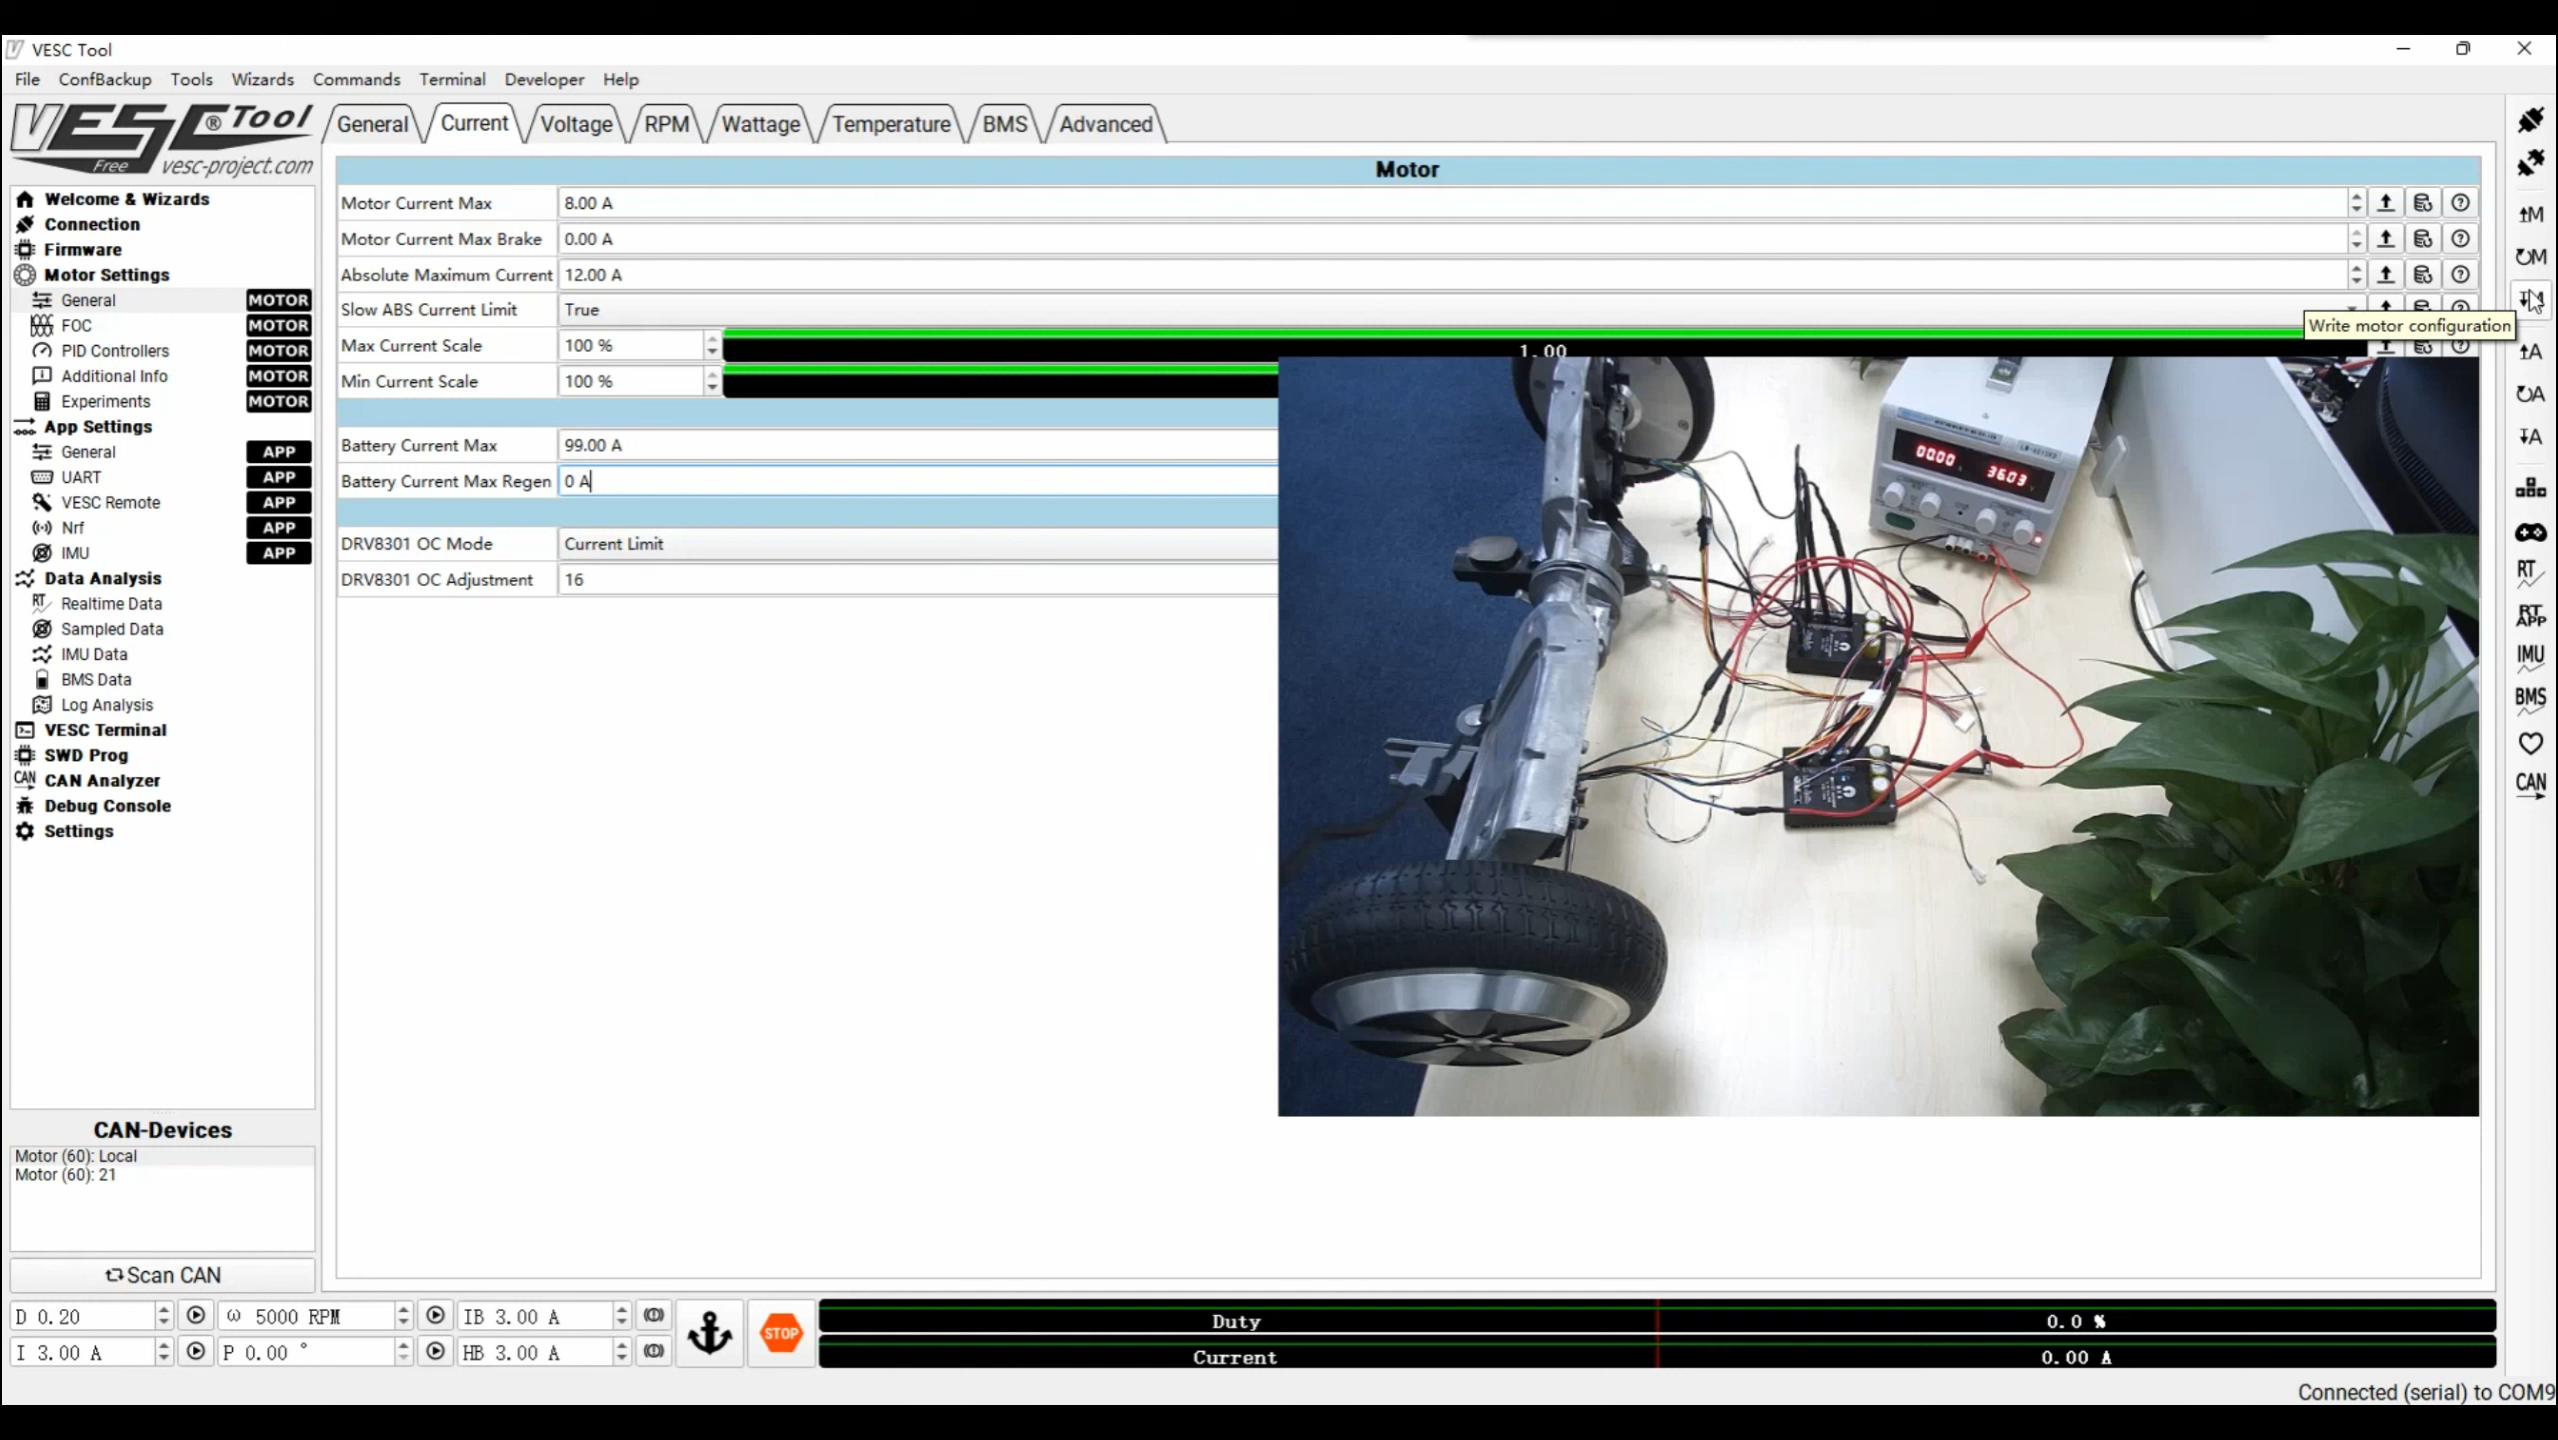 VESC Tool
File ConfBackup Tools Wizards Commands Terminal Developer Help
VESC® Tool
Free vesc-project.com
General Current Voltage RPM Wattage Temperature BMS Advanced
Welcome & Wizards
Connection
Firmware
Motor Settings
General MOTOR
FOC MOTOR
PID Controllers MOTOR
Additional Info MOTOR
Experiments MOTOR
App Settings
General APP
UART APP
VESC Remote APP
Nrf APP
IMU APP
Data Analysis
RT Realtime Data
Sampled Data
IMU Data
BMS Data
Log Analysis
VESC Terminal
SWD Prog
CAN CAN Analyzer
Debug Console
Settings
CAN-Devices
Motor (60): Local
Motor (60): 21
Scan CAN
Motor
Motor Current Max 8.00 A
Motor Current Max Brake 0.00 A
Absolute Maximum Current 12.00 A
Slow ABS Current Limit True
Max Current Scale 100 % 1.00
Min Current Scale 100 %
Battery Current Max 99.00 A
Battery Current Max Regen 0 A
DRV8301 OC Mode Current Limit
DRV8301 OC Adjustment 16
0000 3603
M
M
Write motor configuration
A
A
A
RT
RT APP
IMU
BMS
CAN
D 0.20 ω 5000 RPM IB 3.00 A
I 3.00 A P 0.00 ° HB 3.00 A
STOP
Duty 0.0 %
Current 0.00 A
Connected (serial) to COM9